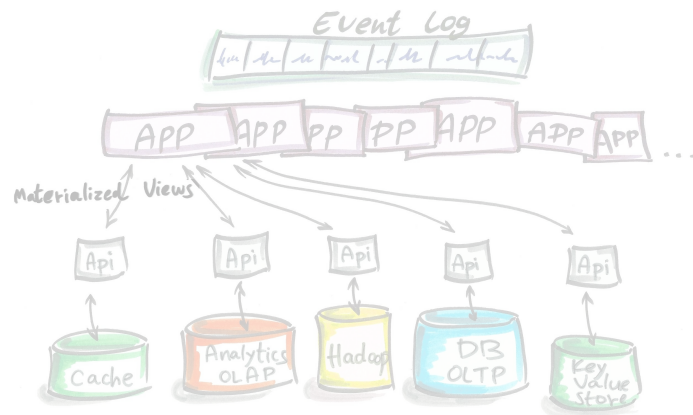 Event Log
APP APP PP PP APP APP APP ...
Materialized Views
Api Api Api Api Api
Cache
Analytics
OLAP
Hadoop
DB
OLTP
Key
Value
Store